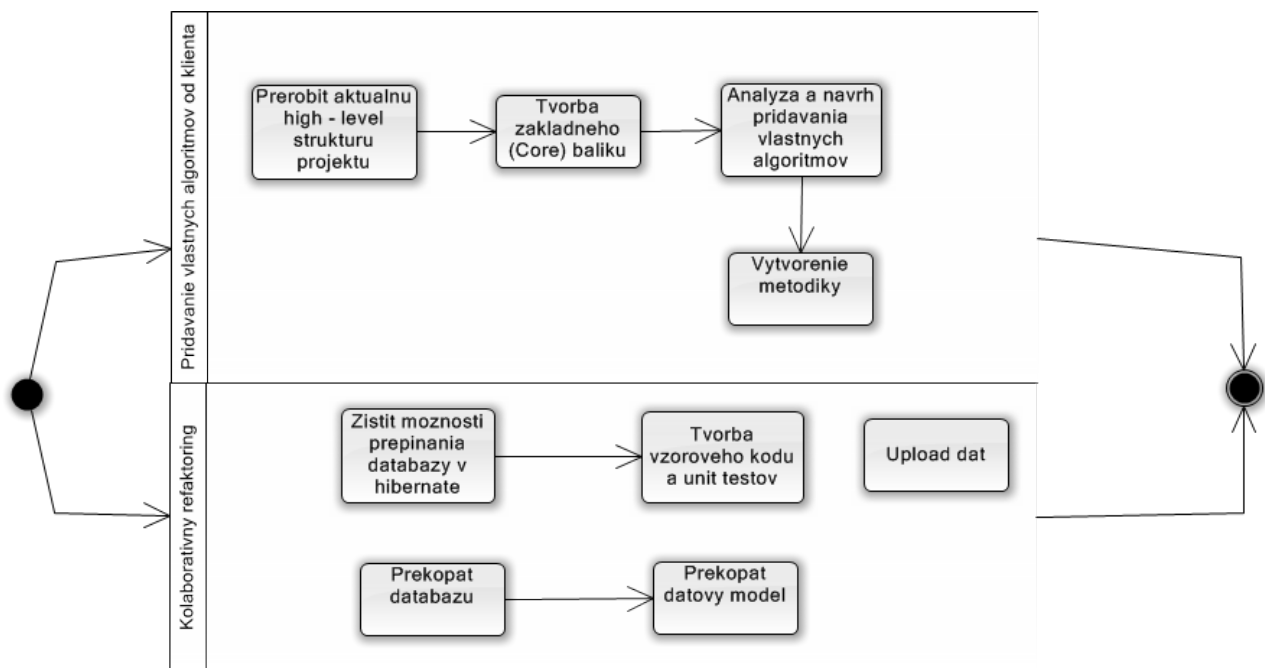 Pridavanie vlastnych algoritmov od klienta
Prerobit aktualnu
high - level
strukturu
projektu
Tvorba
zakladneho
(Core) baliku
Analyza a navrh
pridavania
vlastnych
algoritmov
Vytvorenie
metodiky
Kolaborativny refaktoring
Zistit moznosti
prepinania
databazy v
hibernate
Tvorba
vzoroveho kodu
a unit testov
Upload dat
Prekopat
databazu
Prekopat
datovy model